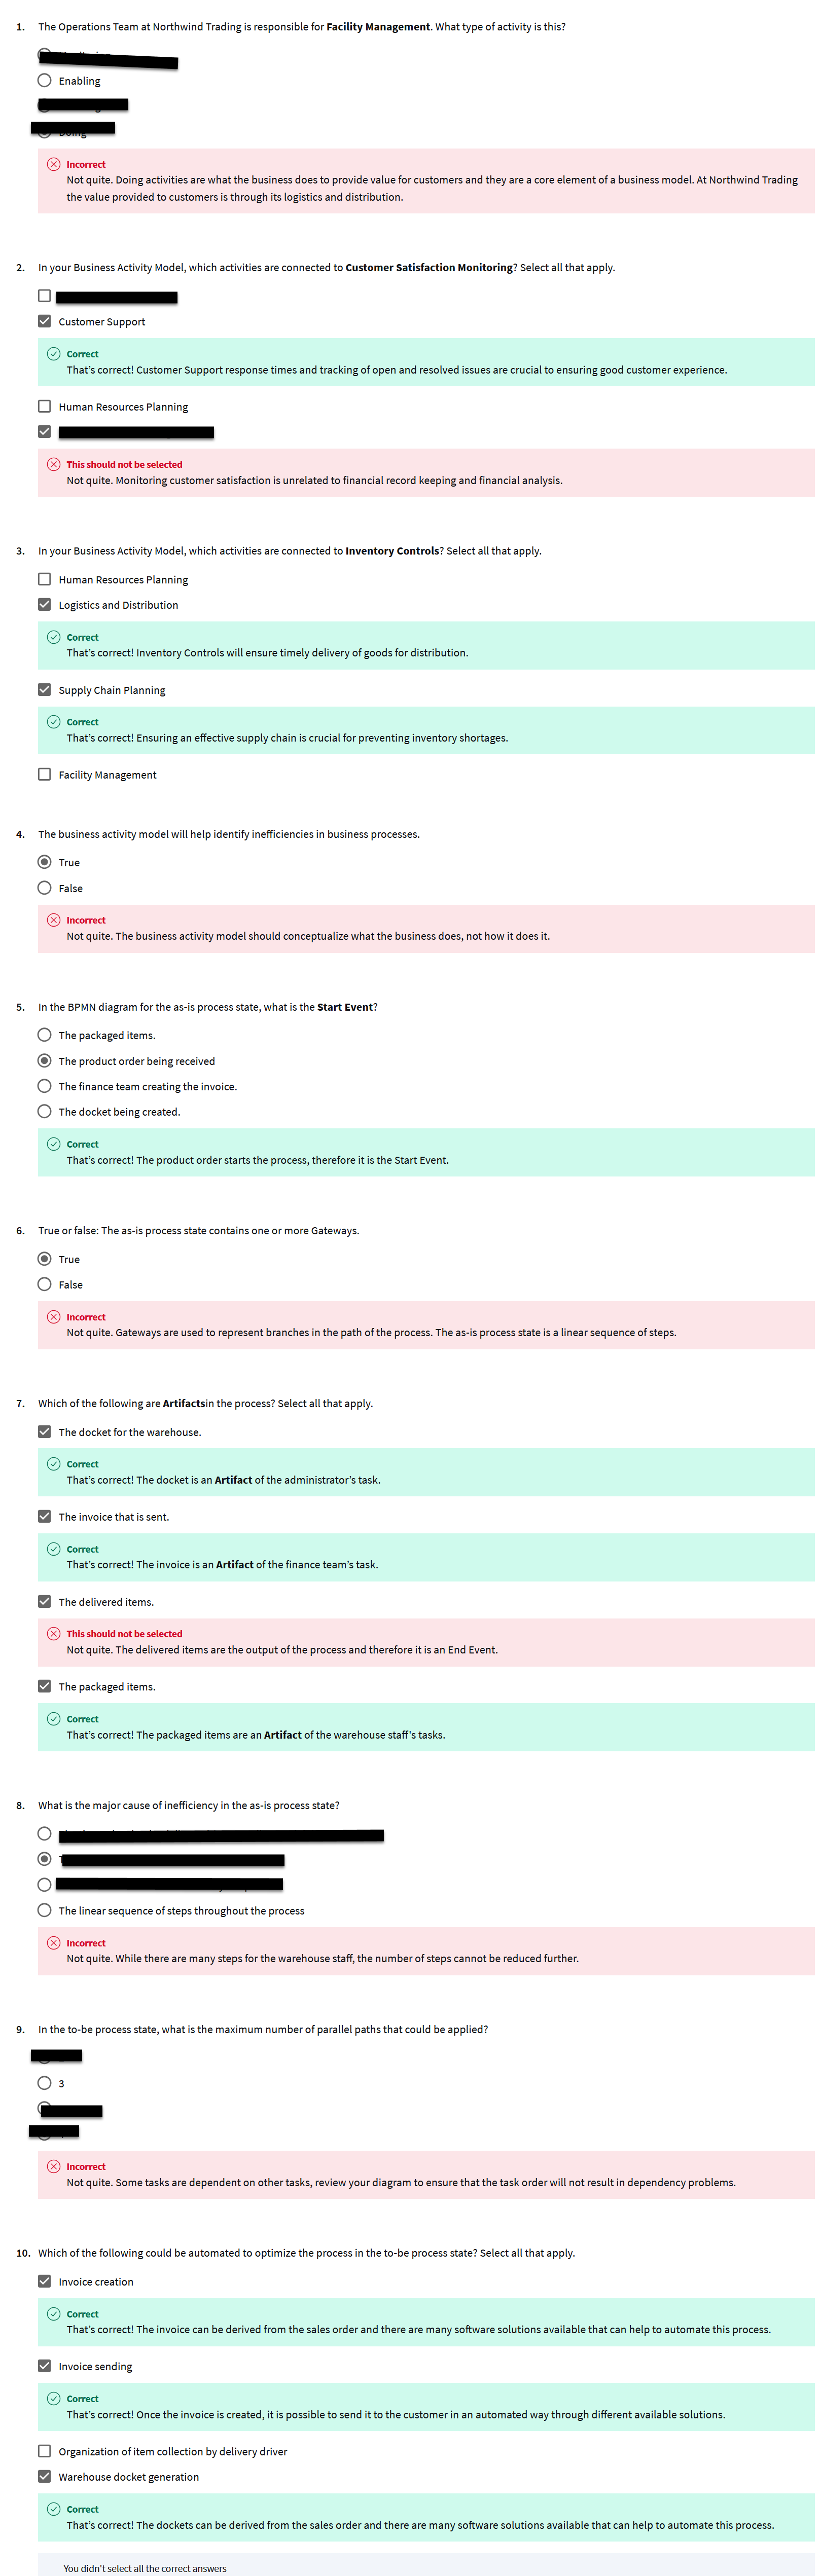 1. The Operations Team at Northwind Trading is responsible for Facility Management. What type of activity is this?
Enabling
Doing
Incorrect
Not quite. Doing activities are what the business does to provide value for customers and they are a core element of a business model. At Northwind Trading
the value provided to customers is through its logistics and distribution.
2. In your Business Activity Model, which activities are connected to Customer Satisfaction Monitoring? Select all that apply.
Customer Support
Correct
That's correct! Customer Support response times and tracking of open and resolved issues are crucial to ensuring good customer experience.
Human Resources Planning
This should not be selected
Not quite. Monitoring customer satisfaction is unrelated to financial record keeping and financial analysis.
3. In your Business Activity Model, which activities are connected to Inventory Controls? Select all that apply.
Human Resources Planning
Logistics and Distribution
Correct
That's correct! Inventory Controls will ensure timely delivery of goods for distribution.
Supply Chain Planning
Correct
That's correct! Ensuring an effective supply chain is crucial for preventing inventory shortages.
Facility Management
4. The business activity model will help identify inefficiencies in business processes.
True
False
Incorrect
Not quite. The business activity model should conceptualize what the business does, not how it does it.
5. In the BPMN diagram for the as-is process state, what is the Start Event?
The packaged items.
The product order being received
The finance team creating the invoice.
The docket being created.
Correct
That's correct! The product order starts the process, therefore it is the Start Event.
6. True or false: The as-is process state contains one or more Gateways.
True
False
Incorrect
Not quite. Gateways are used to represent branches in the path of the process. The as-is process state is a linear sequence of steps.
7. Which of the following are Artifactsin the process? Select all that apply.
The docket for the warehouse.
Correct
That's correct! The docket is an Artifact of the administrator's task.
The invoice that is sent.
Correct
That's correct! The invoice is an Artifact of the finance team's task.
The delivered items.
This should not be selected
Not quite. The delivered items are the output of the process and therefore it is an End Event.
The packaged items.
Correct
That's correct! The packaged items are an Artifact of the warehouse staff's tasks.
8. What is the major cause of inefficiency in the as-is process state?
The linear sequence of steps throughout the process
Incorrect
Not quite. While there are many steps for the warehouse staff, the number of steps cannot be reduced further.
9. In the to-be process state, what is the maximum number of parallel paths that could be applied?
3
Incorrect
Not quite. Some tasks are dependent on other tasks, review your diagram to ensure that the task order will not result in dependency problems.
10. Which of the following could be automated to optimize the process in the to-be process state? Select all that apply.
Invoice creation
Correct
That's correct! The invoice can be derived from the sales order and there are many software solutions available that can help to automate this process.
Invoice sending
Correct
That's correct! Once the invoice is created, it is possible to send it to the customer in an automated way through different available solutions.
Organization of item collection by delivery driver
Warehouse docket generation
Correct
That's correct! The dockets can be derived from the sales order and there are many software solutions available that can help to automate this process.
You didn't select all the correct answers